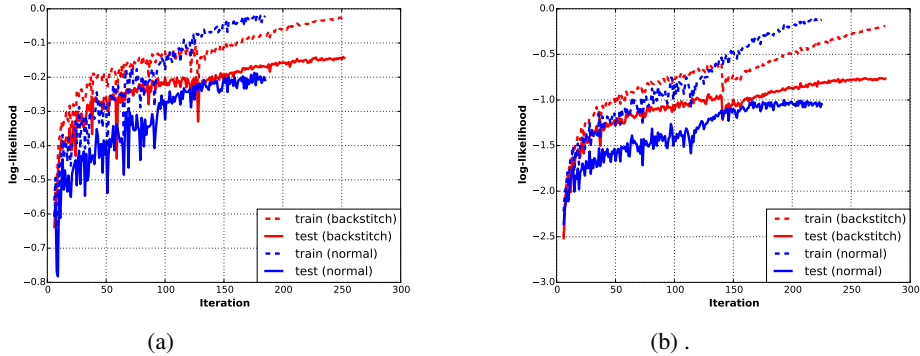 0.0
−0.1
−0.2
−0.3
−0.4
−0.5
−0.6
−0.7
−0.8
log-likelihood
0 50 100 150 200 250 300
Iteration
train (backstitch)
test (backstitch)
train (normal)
test (normal)
(a)
0.0
−0.5
−1.0
−1.5
−2.0
−2.5
−3.0
log-likelihood
0 50 100 150 200 250 300
Iteration
train (backstitch)
test (backstitch)
train (normal)
test (normal)
(b) .